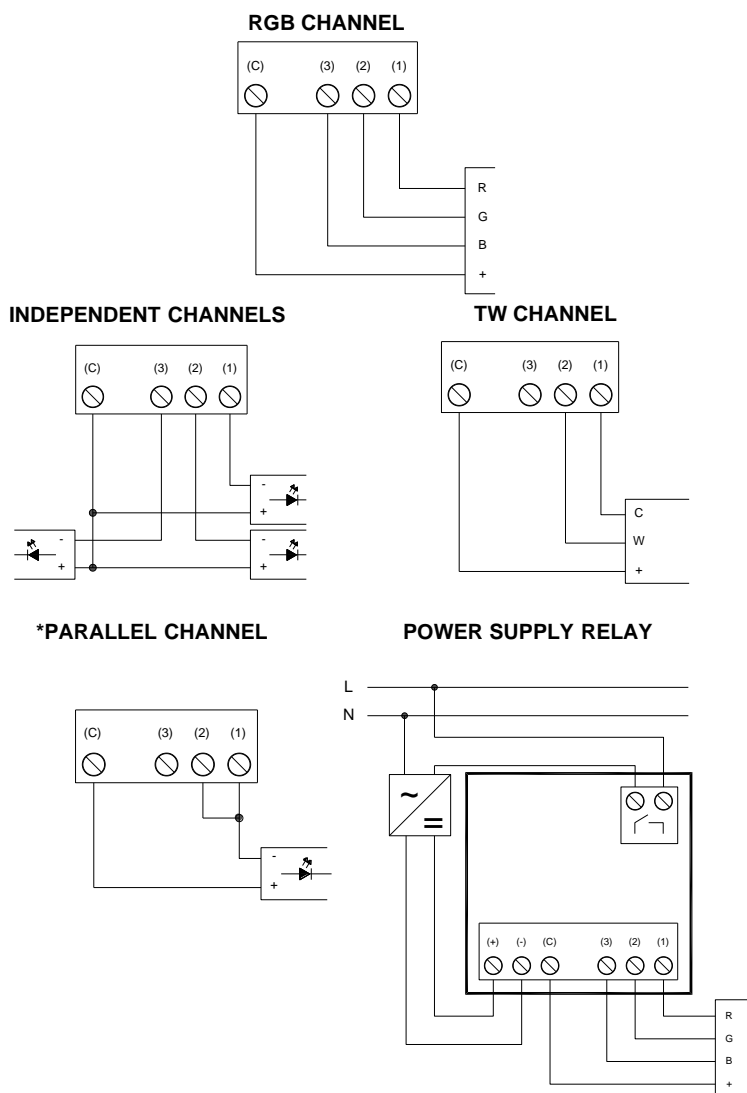 RGB CHANNEL
(C) (3) (2) (1)
R
G
B
+
INDEPENDENT CHANNELS
(C) (3) (2) (1)
-
+
-
+
-
+
TW CHANNEL
(C) (3) (2) (1)
C
W
+
*PARALLEL CHANNEL
(C) (3) (2) (1)
-
+
POWER SUPPLY RELAY
L
N
~
=
(+) (-) (C) (3) (2) (1)
R
G
B
+